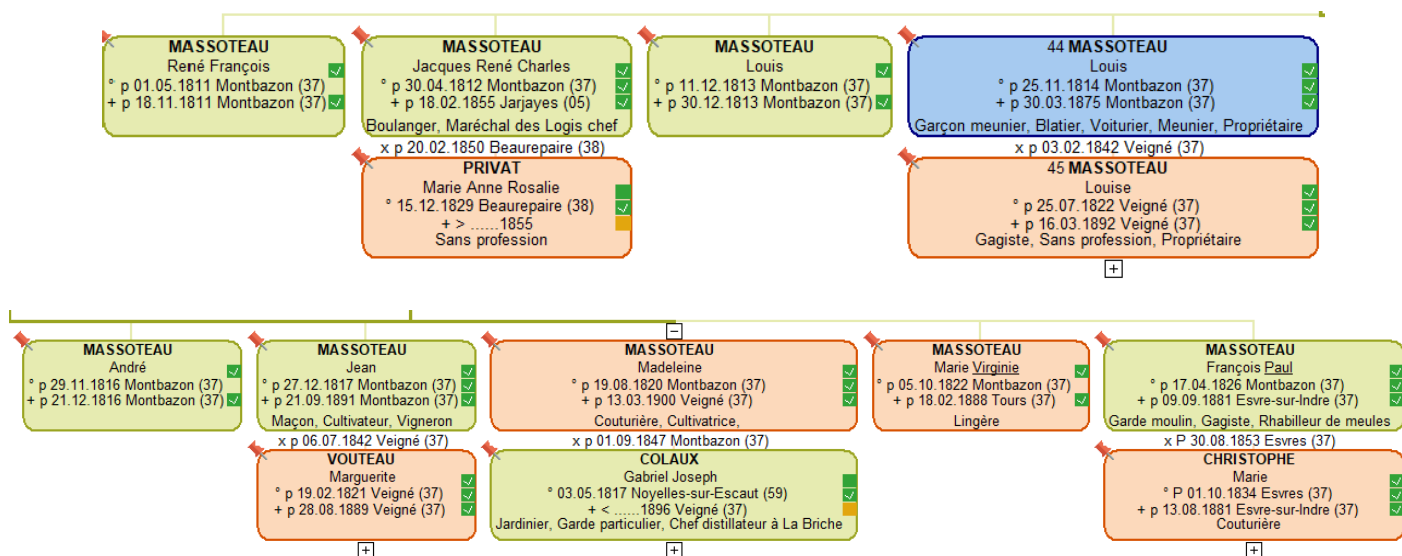 MASSOTEAU
René François
° p 01.05.1811 Montbazon (37)
+ p 18.11.1811 Montbazon (37)
MASSOTEAU
Jacques René Charles
° p 30.04.1812 Montbazon (37)
+ p 18.02.1855 Jarjayes (05)
Boulanger, Maréchal des Logis chef
x p 20.02.1850 Beaurepaire (38)
PRIVAT
Marie Anne Rosalie
° 15.12.1829 Beaurepaire (38)
+ > ......1855
Sans profession
MASSOTEAU
Louis
° p 11.12.1813 Montbazon (37)
+ p 30.12.1813 Montbazon (37)
44 MASSOTEAU
Louis
° p 25.11.1814 Montbazon (37)
+ p 30.03.1875 Montbazon (37)
Garçon meunier, Blatier, Voiturier, Meunier, Propriétaire
x p 03.02.1842 Veigné (37)
45 MASSOTEAU
Louise
° p 25.07.1822 Veigné (37)
+ p 16.03.1892 Veigné (37)
Gagiste, Sans profession, Propriétaire
MASSOTEAU
André
° p 29.11.1816 Montbazon (37)
+ p 21.12.1816 Montbazon (37)
MASSOTEAU
Jean
° p 27.12.1817 Montbazon (37)
+ p 21.09.1891 Montbazon (37)
Maçon, Cultivateur, Vigneron
x p 06.07.1842 Veigné (37)
VOUTEAU
Marguerite
° p 19.02.1821 Veigné (37)
+ p 28.08.1889 Veigné (37)
MASSOTEAU
Madeleine
° p 19.08.1820 Montbazon (37)
+ p 13.03.1900 Veigné (37)
Couturière, Cultivatrice,
x p 01.09.1847 Montbazon (37)
COLAUX
Gabriel Joseph
° 03.05.1817 Noyelles-sur-Escaut (59)
+ < ......1896 Veigné (37)
Jardinier, Garde particulier, Chef distillateur à La Briche
MASSOTEAU
Marie Virginie
° p 05.10.1822 Montbazon (37)
+ p 18.02.1888 Tours (37)
Lingère
MASSOTEAU
François Paul
° p 17.04.1826 Montbazon (37)
+ p 09.09.1881 Esvre-sur-Indre (37)
Garde moulin, Gagiste, Rhabilleur de meules
x P 30.08.1853 Esvres (37)
CHRISTOPHE
Marie
° P 01.10.1834 Esvres (37)
+ p 13.08.1881 Esvre-sur-Indre (37)
Couturière